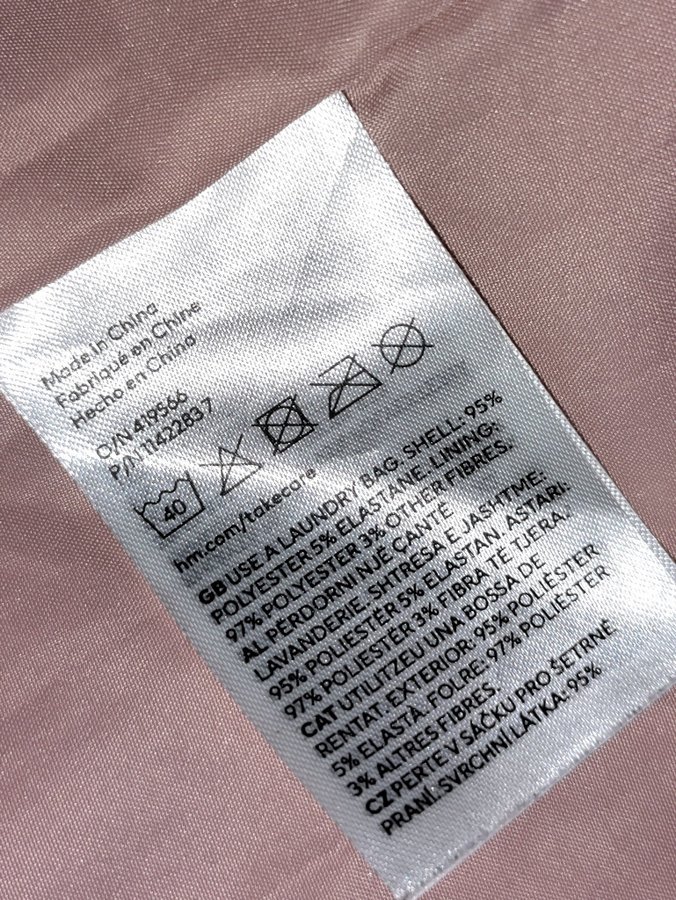 Made in China
Fabriqué en Chine
Hecho en China
O/N 419566
P/N 11422837
40
hm.com/takecare
GB USE A LAUNDRY BAG. SHELL: 95%
POLYESTER 5% ELASTANE. LINING:
97% POLYESTER 3% OTHER FIBRES.
AL PËRDORNI NJË ÇANTË
LAVANDERIE. SHTRESA E JASHTME:
95% POLIESTËR 5% ELASTAN. ASTARI:
97% POLIESTËR 3% FIBRA TË TJERA.
CAT UTILITZEU UNA BOSSA DE
RENTAT. EXTERIOR: 95% POLIÈSTER
5% ELASTÀ. FOLRE: 97% POLIÈSTER
3% ALTRES FIBRES.
CZ PERTE V SÁČKU PRO ŠETRNÉ
PRANÍ. SVRCHNÍ LÁTKA: 95%